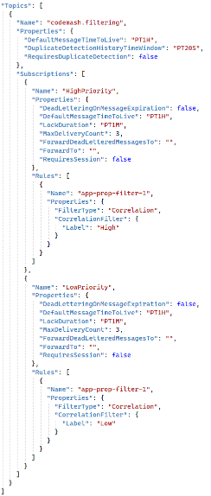 "Topics": [
  {
    "Name": "codemash.filtering",
    "Properties": {
      "DefaultMessageTimeToLive": "PT1H",
      "DuplicateDetectionHistoryTimeWindow": "PT20S",
      "RequiresDuplicateDetection": false
    },
    "Subscriptions": [
      {
        "Name": "HighPriority",
        "Properties": {
          "DeadLetteringOnMessageExpiration": false,
          "DefaultMessageTimeToLive": "PT1H",
          "LockDuration": "PT1M",
          "MaxDeliveryCount": 3,
          "ForwardDeadLetteredMessagesTo": "",
          "ForwardTo": "",
          "RequiresSession": false
        },
        "Rules": [
          {
            "Name": "app-prop-filter-1",
            "Properties": {
              "FilterType": "Correlation",
              "CorrelationFilter": {
                "Label": "High"
              }
            }
          }
        ]
      },
      {
        "Name": "LowPriority",
        "Properties": {
          "DeadLetteringOnMessageExpiration": false,
          "DefaultMessageTimeToLive": "PT1H",
          "LockDuration": "PT1M",
          "MaxDeliveryCount": 3,
          "ForwardDeadLetteredMessagesTo": "",
          "ForwardTo": "",
          "RequiresSession": false
        },
        "Rules": [
          {
            "Name": "app-prop-filter-1",
            "Properties": {
              "FilterType": "Correlation",
              "CorrelationFilter": {
                "Label": "Low"
              }
            }
          }
        ]
      }
    ]
  }
]